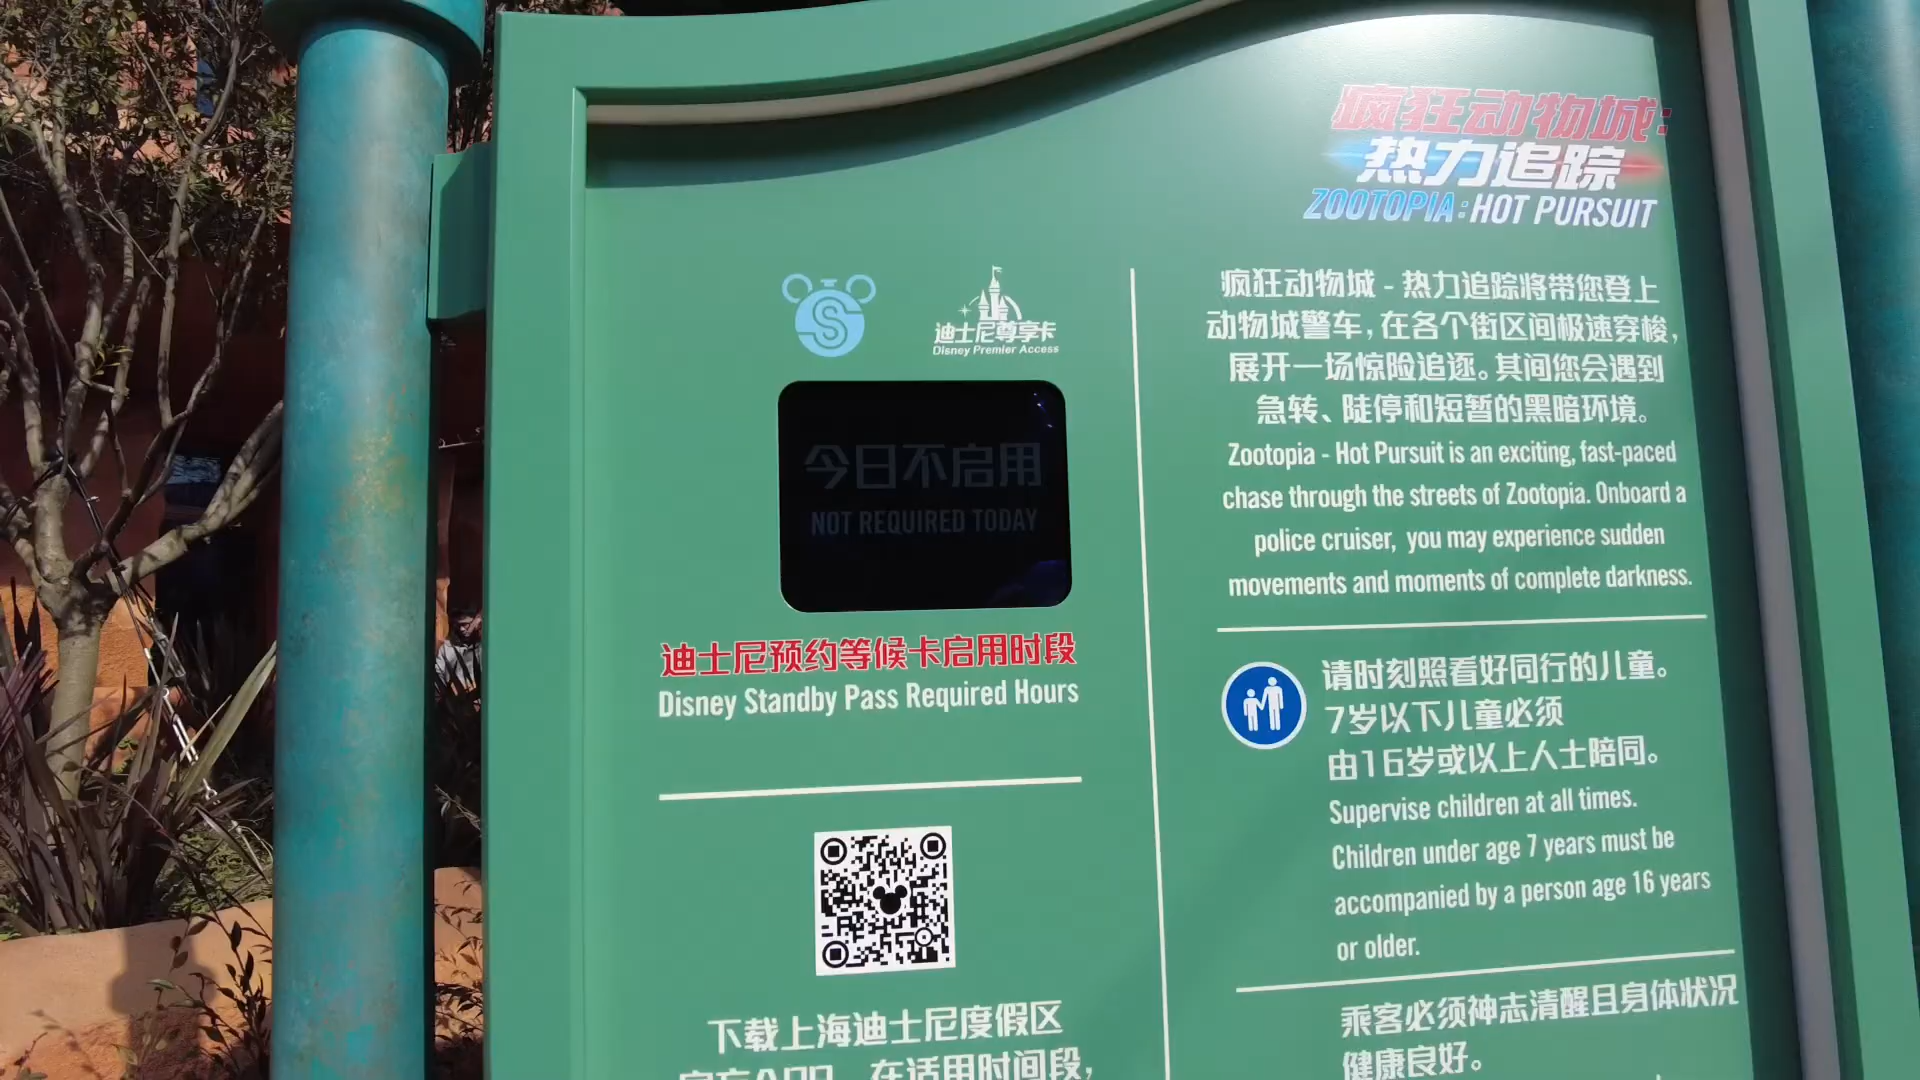 迪士尼尊享卡
Disney Premier Access
今日不启用
NOT REQUIRED TODAY
迪士尼预约等候卡启用时段
Disney Standby Pass Required Hours
下载上海迪士尼度假区
官方APP，在适用时间段，
疯狂动物城:
热力追踪
ZOOTOPIA:HOT PURSUIT
疯狂动物城 - 热力追踪将带您登上
动物城警车,在各个街区间极速穿梭,
展开一场惊险追逐。其间您会遇到
急转、陡停和短暂的黑暗环境。
Zootopia - Hot Pursuit is an exciting, fast-paced
chase through the streets of Zootopia. Onboard a
police cruiser, you may experience sudden
movements and moments of complete darkness.
请时刻照看好同行的儿童。
7岁以下儿童必须
由16岁或以上人士陪同。
Supervise children at all times.
Children under age 7 years must be
accompanied by a person age 16 years
or older.
乘客必须神志清醒且身体状况
健康良好。